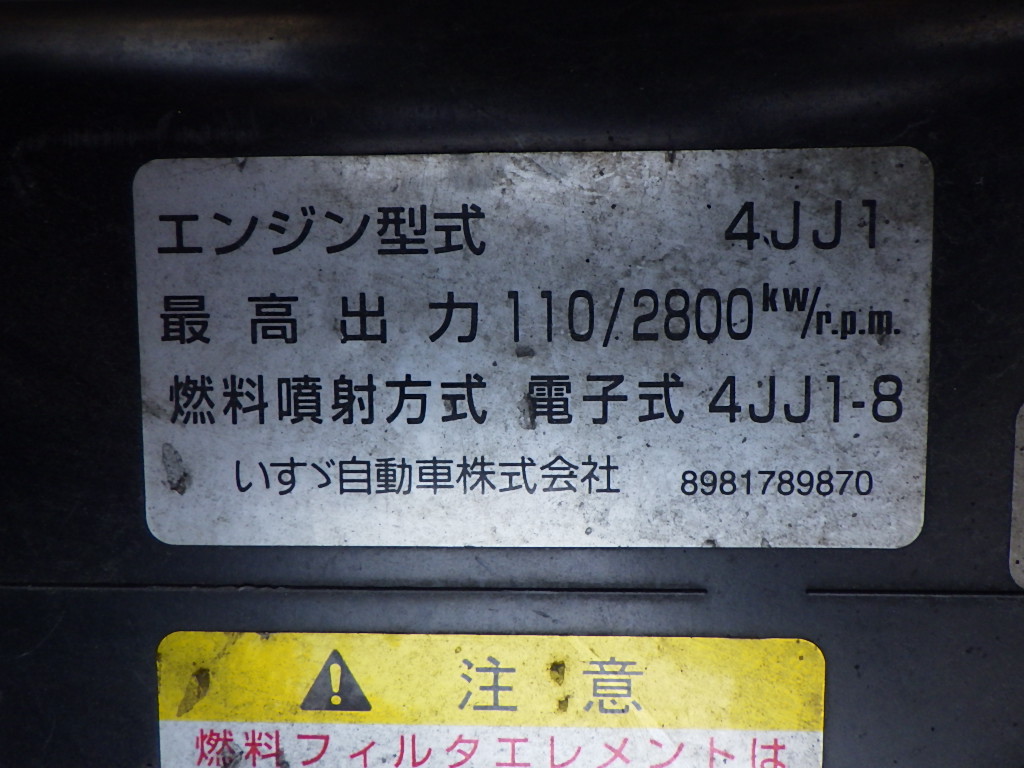 エンジン型式 4JJ1
最高出力 110/2800 kW/r.p.m.
燃料噴射方式 電子式 4JJ1-8
いすゞ自動車株式会社 8981789870
注意
燃料フィルタエレメントは